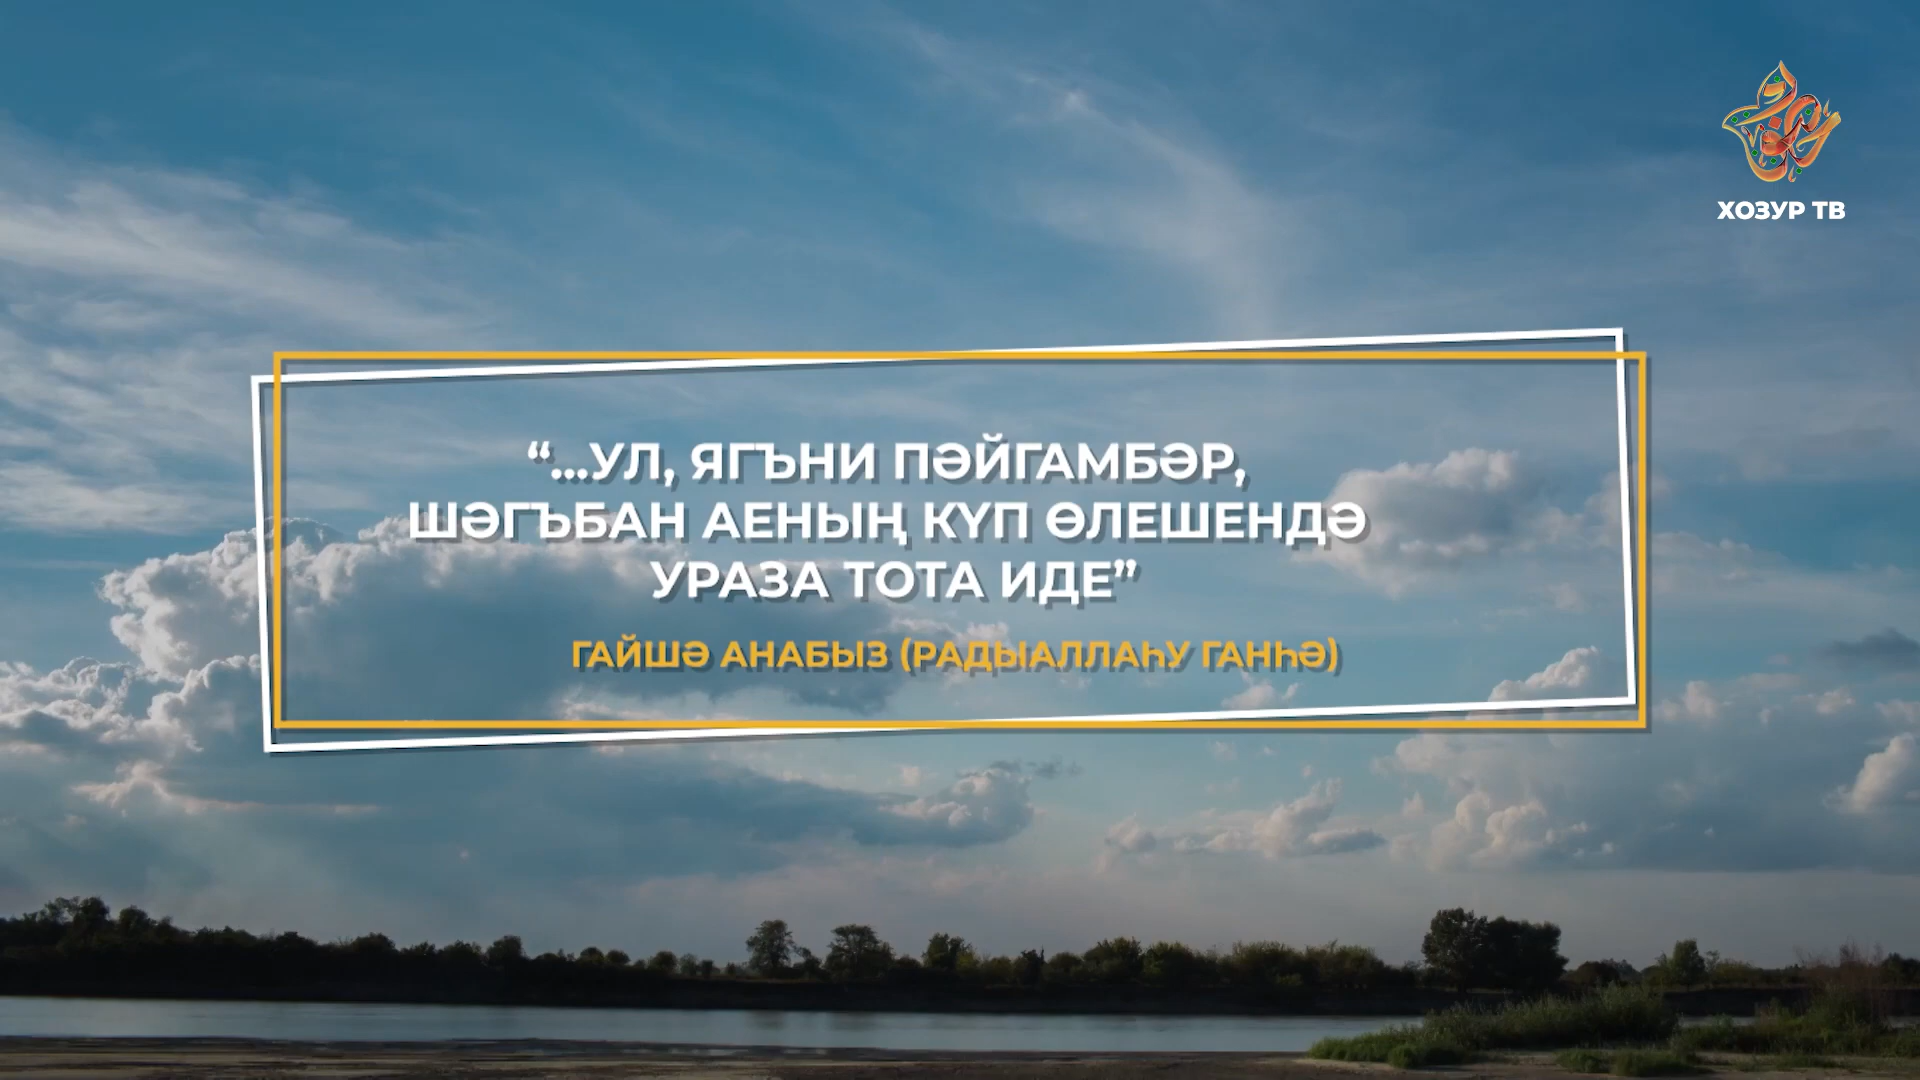 ХОЗУР ТВ
“...УЛ, ЯГЪНИ ПӘЙГАМБӘР,
ШӘГЪБАН АЕНЫҢ КҮП ӨЛЕШЕНДӘ
УРАЗА ТОТА ИДЕ”
ГАЙШӘ АНАБЫЗ (РАДЫАЛЛАҺУ ГАНҺӘ)